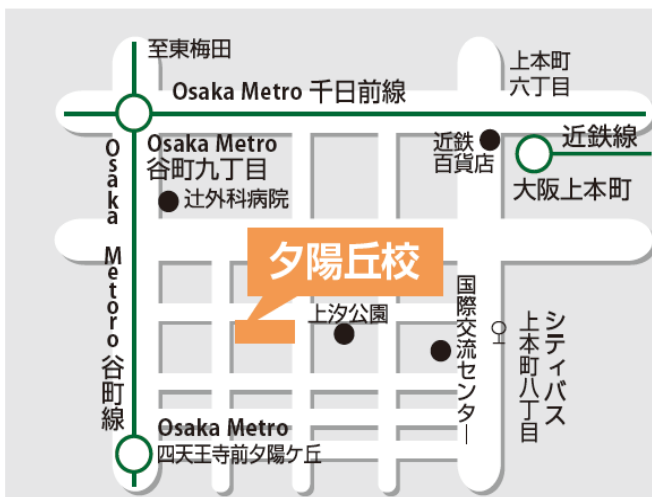 至東梅田
Osaka Metro 千日前線
上本町
六丁目
Osaka Metro
谷町九丁目
近鉄
百貨店
近鉄線
大阪上本町
辻外科病院
Osaka Metoro 谷町線
夕陽丘校
上汐公園
国際交流センター
シティバス
上本町八丁目
Osaka Metro
四天王寺前夕陽ケ丘